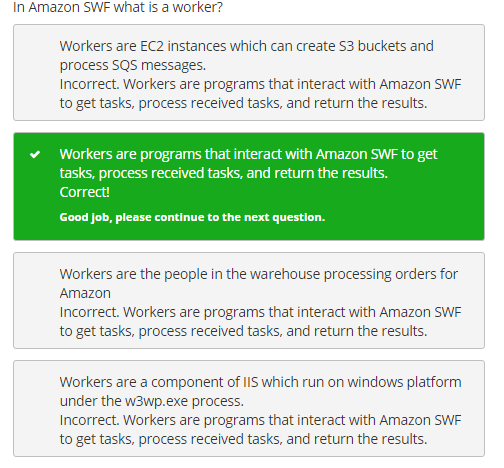 In Amazon SWF what is a worker?
Workers are EC2 instances which can create S3 buckets and
process SQS messages.
Incorrect. Workers are programs that interact with Amazon SWF
to get tasks, process received tasks, and return the results.
Workers are programs that interact with Amazon SWF to get
tasks, process received tasks, and return the results.
Correct!
Good job, please continue to the next question.
Workers are the people in the warehouse processing orders for
Amazon
Incorrect. Workers are programs that interact with Amazon SWF
to get tasks, process received tasks, and return the results.
Workers are a component of IIS which run on windows platform
under the w3wp.exe process.
Incorrect. Workers are programs that interact with Amazon SWF
to get tasks, process received tasks, and return the results.